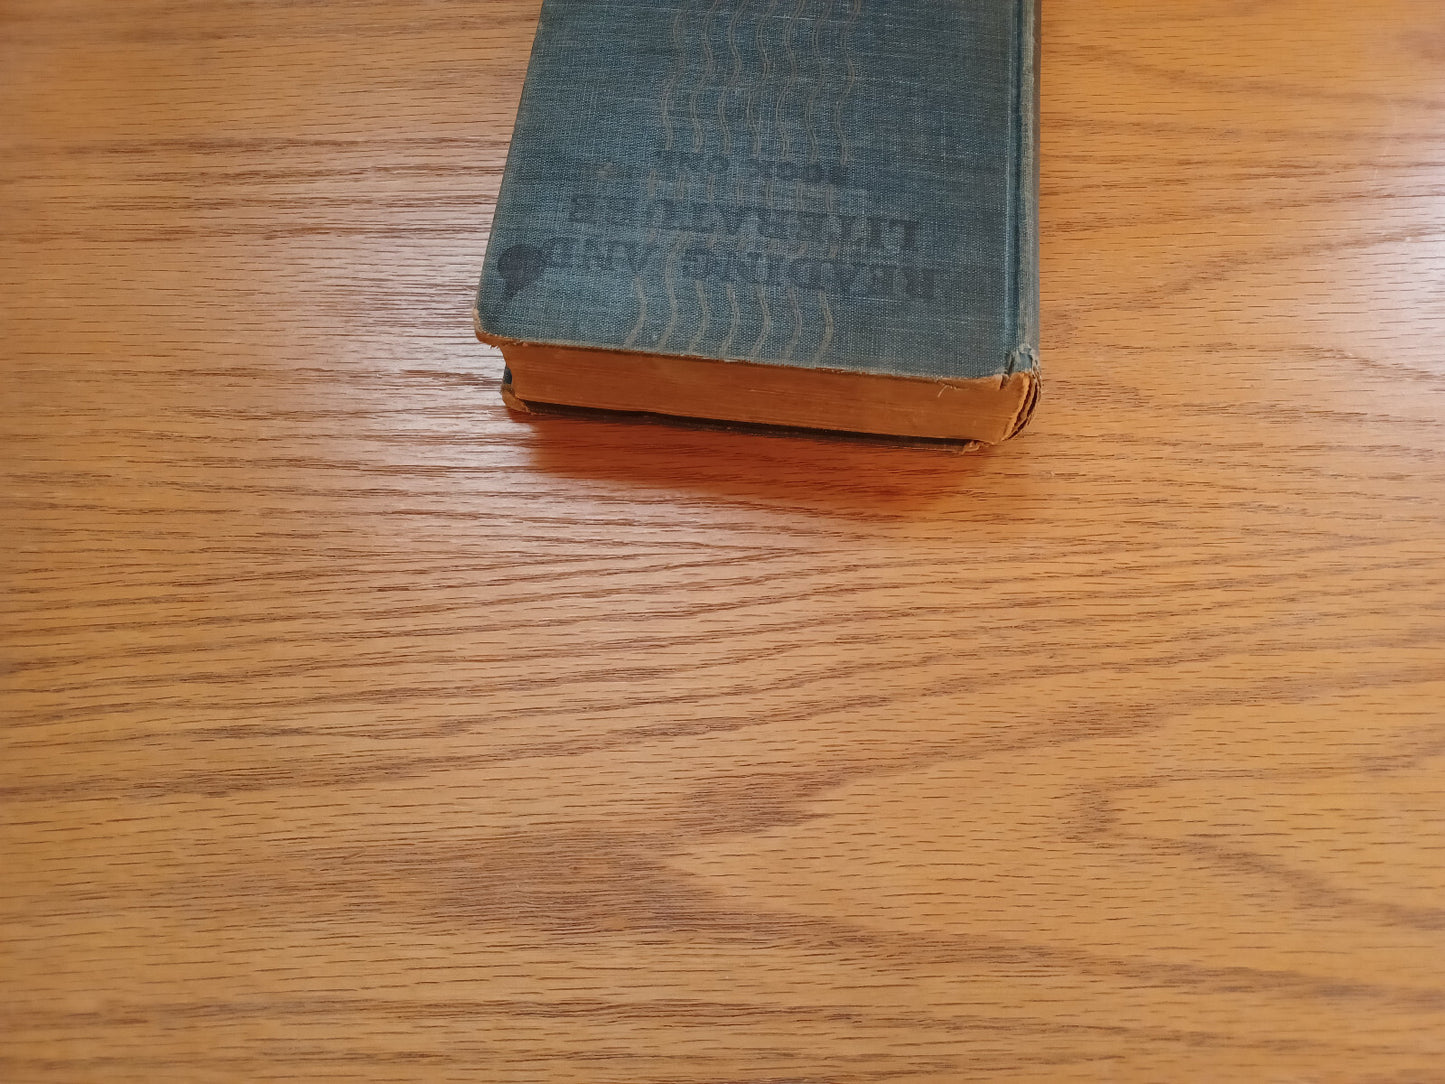 READING AND
LITERATURE
BOOK ONE